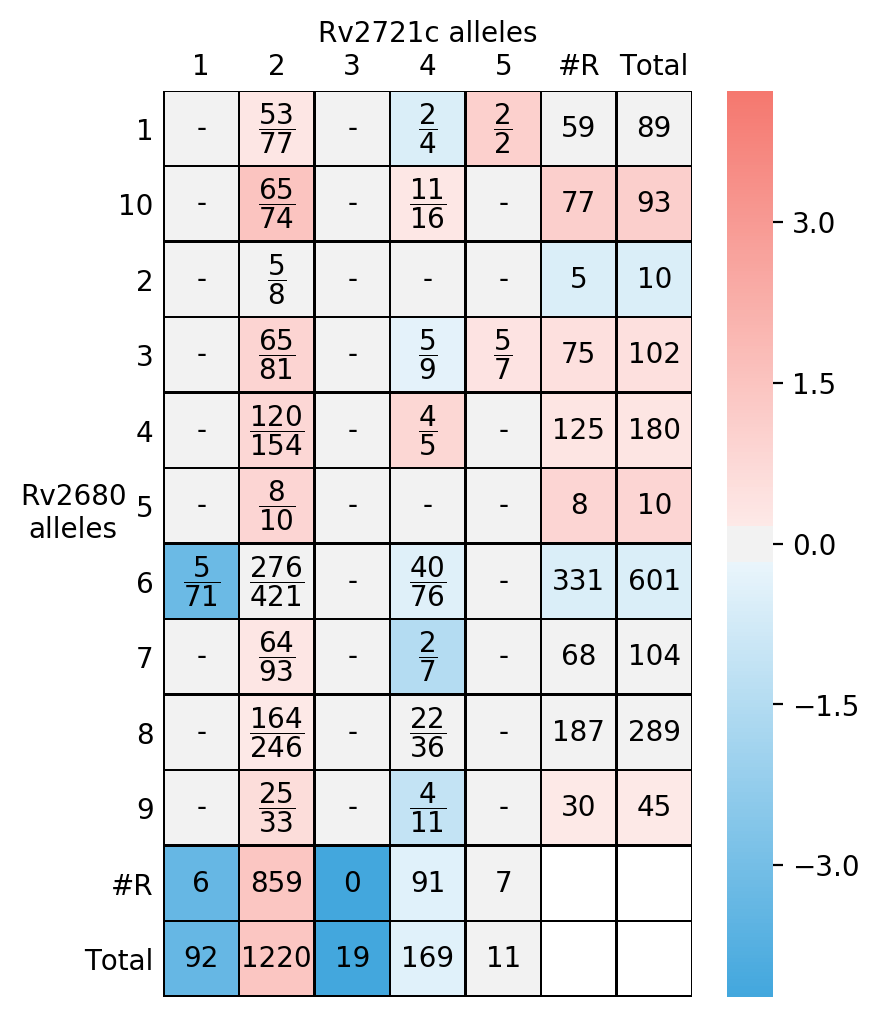 Rv2721c alleles
1 2 3 4 5 #R Total
1 - 53/77 - 2/4 2/2 59 89
10 - 65/74 - 11/16 - 77 93
2 - 5/8 - - - 5 10
3 - 65/81 - 5/9 5/7 75 102
4 - 120/154 - 4/5 - 125 180
5 - 8/10 - - - 8 10
6 5/71 276/421 - 40/76 - 331 601
7 - 64/93 - 2/7 - 68 104
8 - 164/246 - 22/36 - 187 289
9 - 25/33 - 4/11 - 30 45
#R 6 859 0 91 7
Total 92 1220 19 169 11
Rv2680
alleles
3.0
1.5
0.0
−1.5
−3.0